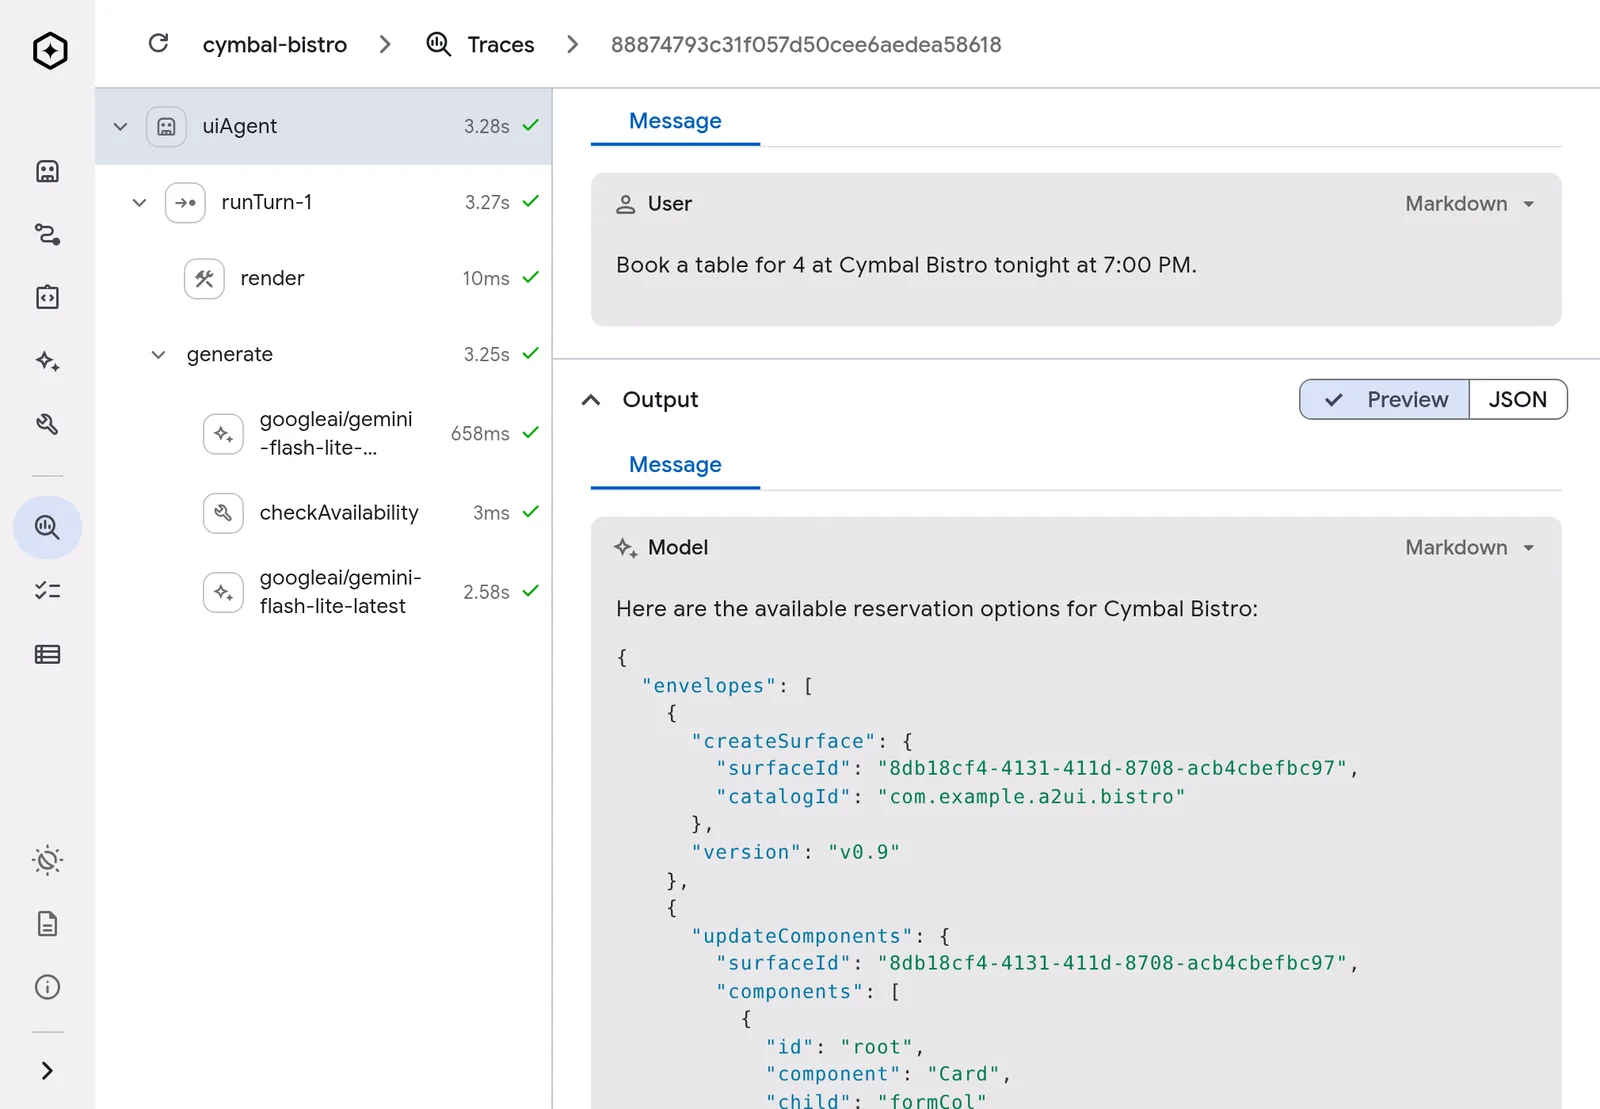 cymbal-bistro > Traces > 88874793c31f057d50cee6aedea58618
uiAgent 3.28s
runTurn-1 3.27s
render 10ms
generate 3.25s
googleai/gemini
-flash-lite-... 658ms
checkAvailability 3ms
googleai/gemini-
flash-lite-latest 2.58s
Message
User Markdown
Book a table for 4 at Cymbal Bistro tonight at 7:00 PM.
Output Preview JSON
Message
Model Markdown
Here are the available reservation options for Cymbal Bistro:
{
"envelopes": [
{
"createSurface": {
"surfaceId": "8db18cf4-4131-411d-8708-acb4cbefbc97",
"catalogId": "com.example.a2ui.bistro"
},
"version": "v0.9"
},
{
"updateComponents": {
"surfaceId": "8db18cf4-4131-411d-8708-acb4cbefbc97",
"components": [
{
"id": "root",
"component": "Card",
"child": "formCol"